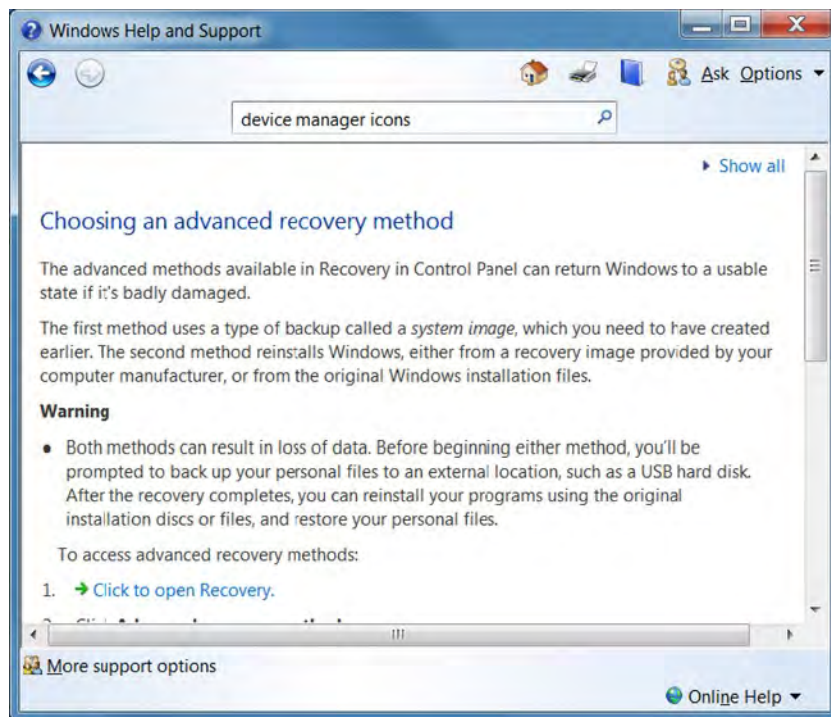 Windows Help and Support
Ask Options
device manager icons
Show all
Choosing an advanced recovery method
The advanced methods available in Recovery in Control Panel can return Windows to a usable
state if it's badly damaged.
The first method uses a type of backup called a system image, which you need to have created
earlier. The second method reinstalls Windows, either from a recovery image provided by your
computer manufacturer, or from the original Windows installation files.
Warning
• Both methods can result in loss of data. Before beginning either method, you'll be
prompted to back up your personal files to an external location, such as a USB hard disk.
After the recovery completes, you can reinstall your programs using the original
installation discs or files, and restore your personal files.
To access advanced recovery methods:
1. Click to open Recovery.
More support options
Online Help